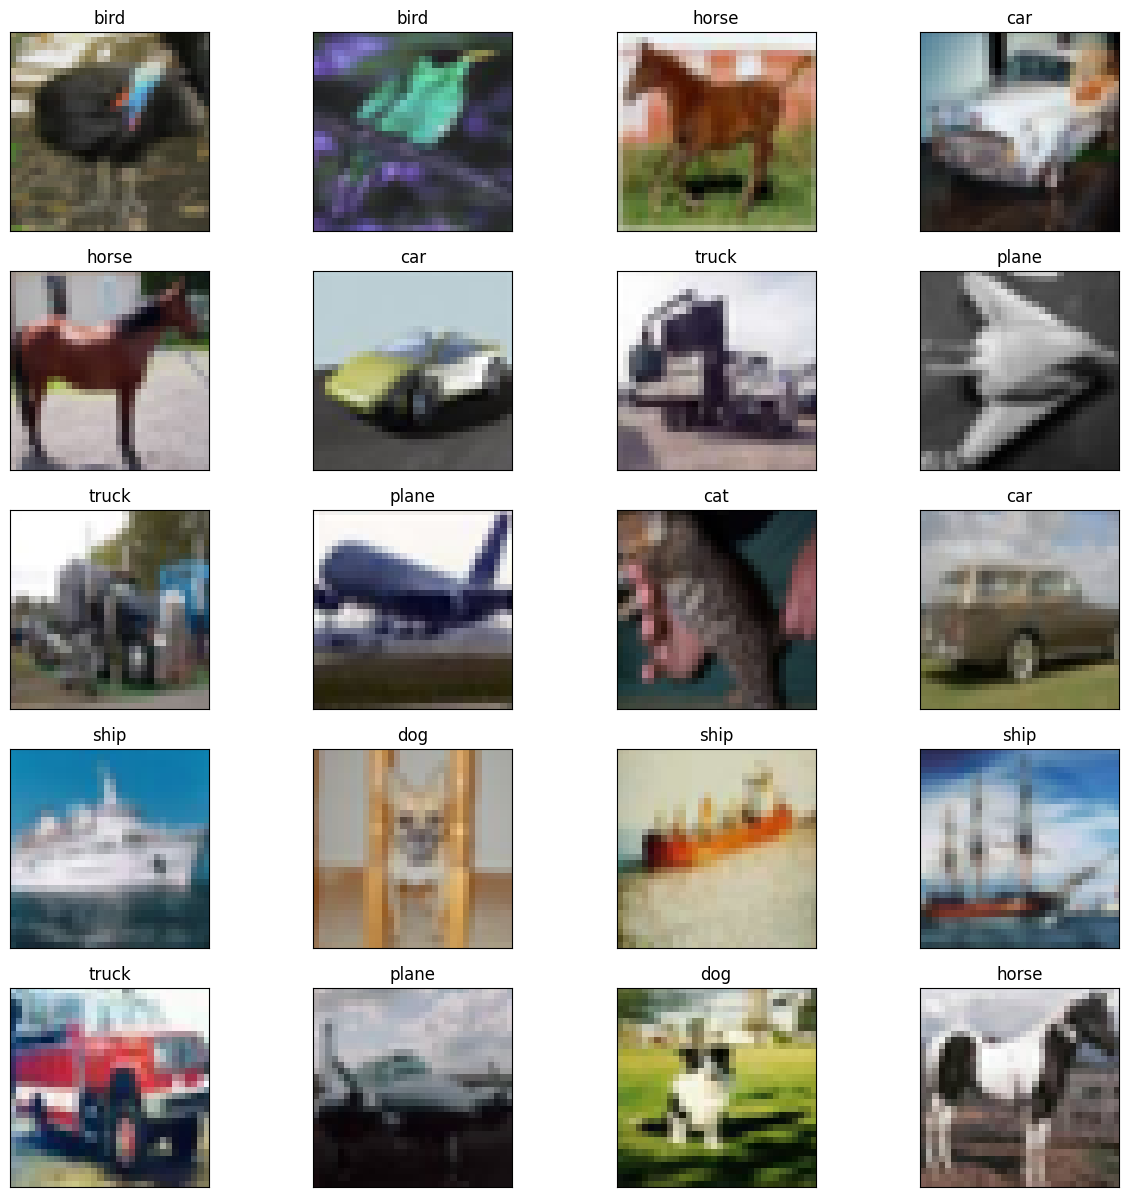 bird bird horse car
horse car truck plane
truck plane cat car
ship dog ship ship
truck plane dog horse